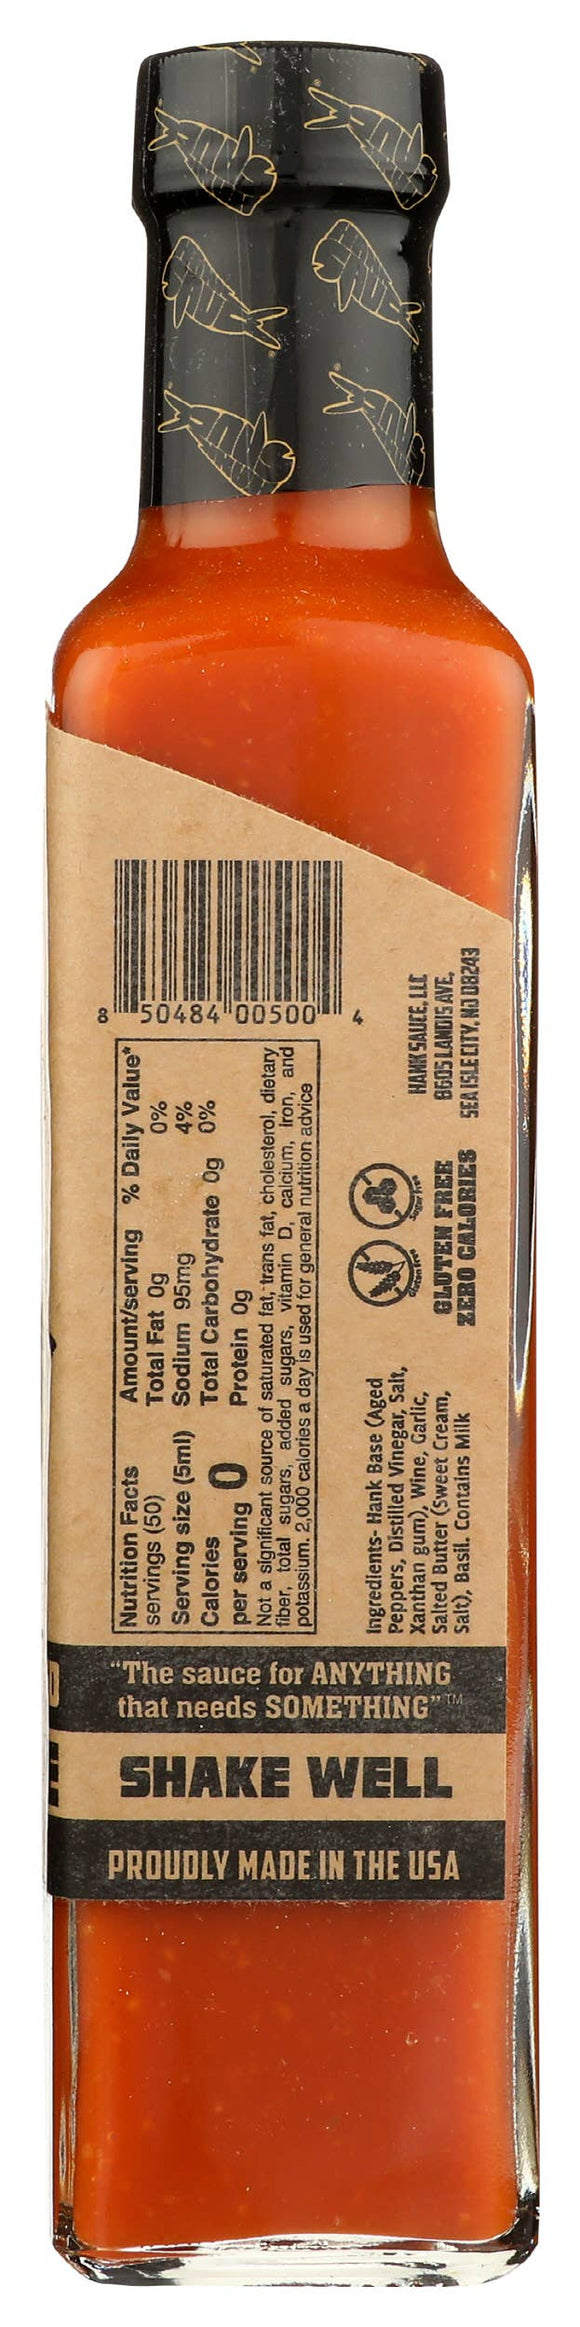 8 50484 00500 4
Nutrition Facts
servings (50)
Serving size (5ml)
Calories
per serving 0
Amount/serving % Daily Value*
Total Fat 0g 0%
Sodium 95mg 4%
Total Carbohydrate 0g 0%
Protein 0g
Not a significant source of saturated fat, trans fat, cholesterol, dietary
fiber, total sugars, added sugars, vitamin D, calcium, iron, and
potassium. 2,000 calories a day is used for general nutrition advice
Ingredients- Hank Base (Aged
Peppers, Distilled Vinegar, Salt,
Xanthan gum), Wine, Garlic,
Salted Butter (Sweet Cream,
Salt), Basil. Contains Milk
GLUTEN FREE
ZERO CALORIES
HANK SAUCE, LLC
8605 LANDIS AVE,
SEA ISLE CITY, NJ 08243
"The sauce for ANYTHING
that needs SOMETHING"™
SHAKE WELL
PROUDLY MADE IN THE USA